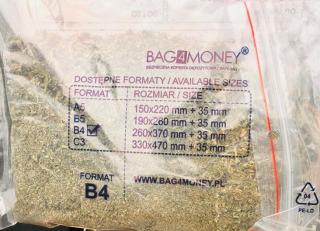 BAG4MONEY®
BEZPIECZNA KOPERTA DEPOZYTOWA /
DOSTĘPNE FORMATY / AVAILABLE SIZES
FORMAT ROZMIAR / SIZE
A5 150x220 mm + 35 mm
B5 190x260 mm + 35 mm
B4 260x370 mm + 35 mm
C3 330x470 mm + 35 mm
FORMAT
B4
WWW.BAG4MONEY.PL
04
PE-LD